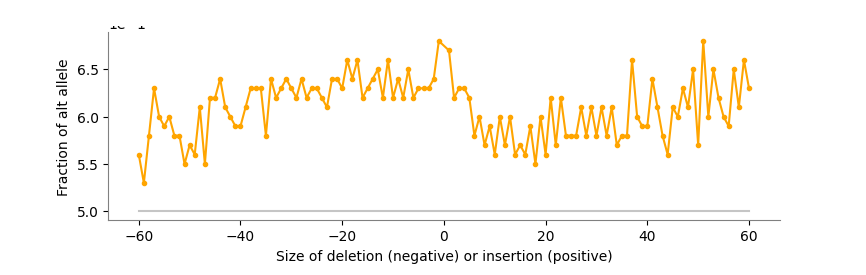 6.5
6.0
5.5
5.0
Fraction of alt allele
−60 −40 −20 0 20 40 60
Size of deletion (negative) or insertion (positive)